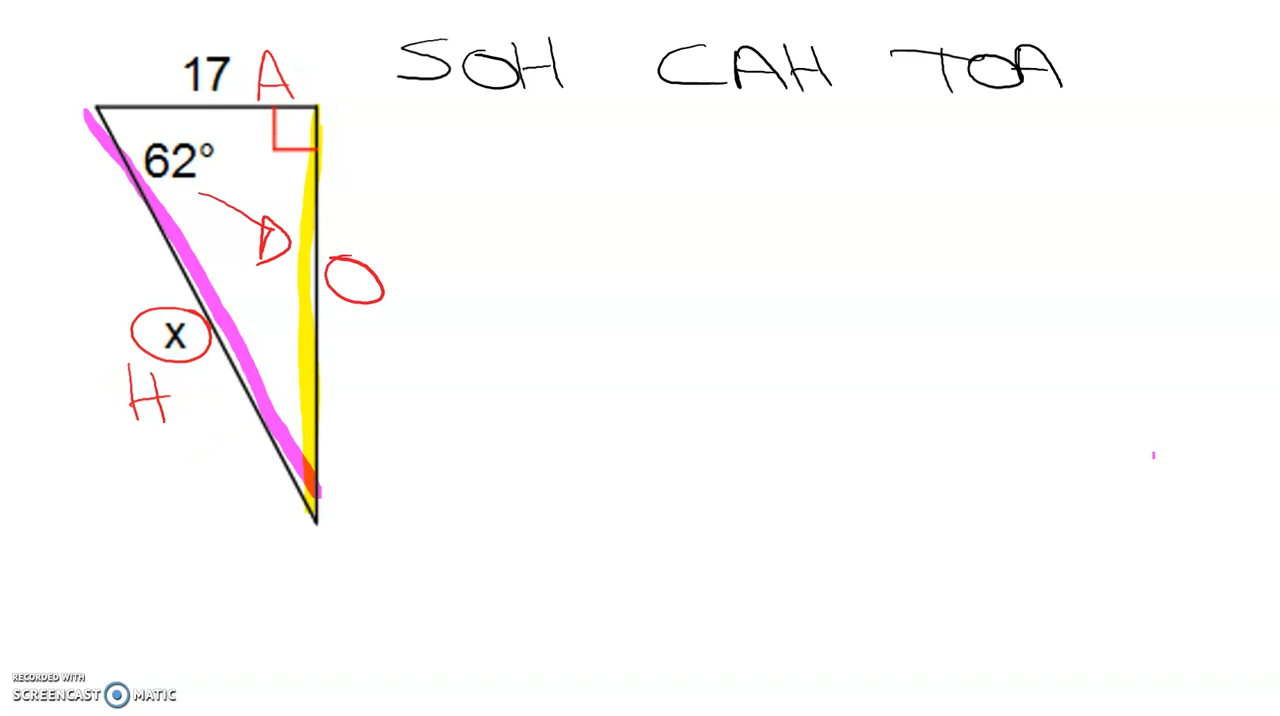 17 A SOH CAH TOA
62°
O
x
H
RECORDED WITH
SCREENCAST MATIC